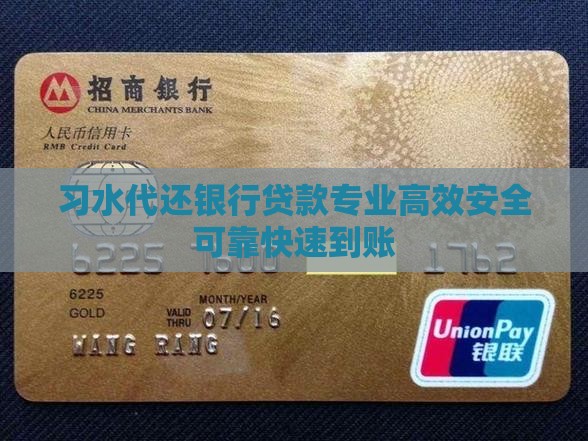 招商銀行
CHINA MERCHANTS BANK
人民币信用卡
RMB Credit Card
习水代还银行贷款专业高效安全
可靠快速到账
6225 1762
6225
MONTH/YEAR
GOLD VALID THRU 07/16
WANG RANG
UnionPay
银联